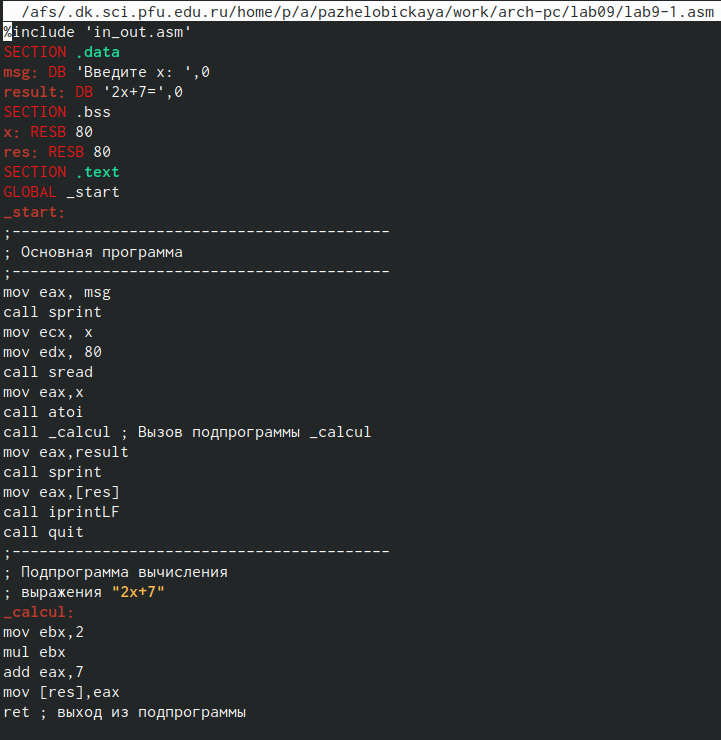 /afs/.dk.sci.pfu.edu.ru/home/p/a/pazhelobickaya/work/arch-pc/lab09/lab9-1.asm
%include 'in_out.asm'
SECTION .data
msg: DB 'Введите x: ',0
result: DB '2x+7=',0
SECTION .bss
x: RESB 80
res: RESB 80
SECTION .text
GLOBAL _start
_start:
;------------------------------------------
; Основная программа
;------------------------------------------
mov eax, msg
call sprint
mov ecx, x
mov edx, 80
call sread
mov eax,x
call atoi
call _calcul ; Вызов подпрограммы _calcul
mov eax,result
call sprint
mov eax,[res]
call iprintLF
call quit
;------------------------------------------
; Подпрограмма вычисления
; выражения "2x+7"
_calcul:
mov ebx,2
mul ebx
add eax,7
mov [res],eax
ret ; выход из подпрограммы